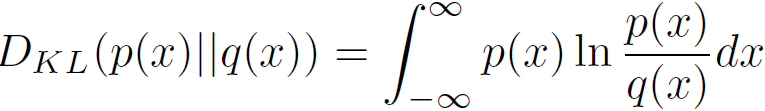 D_{KL}(p(x)||q(x)) = \int_{-\infty}^{\infty} p(x) \ln \frac{p(x)}{q(x)} dx